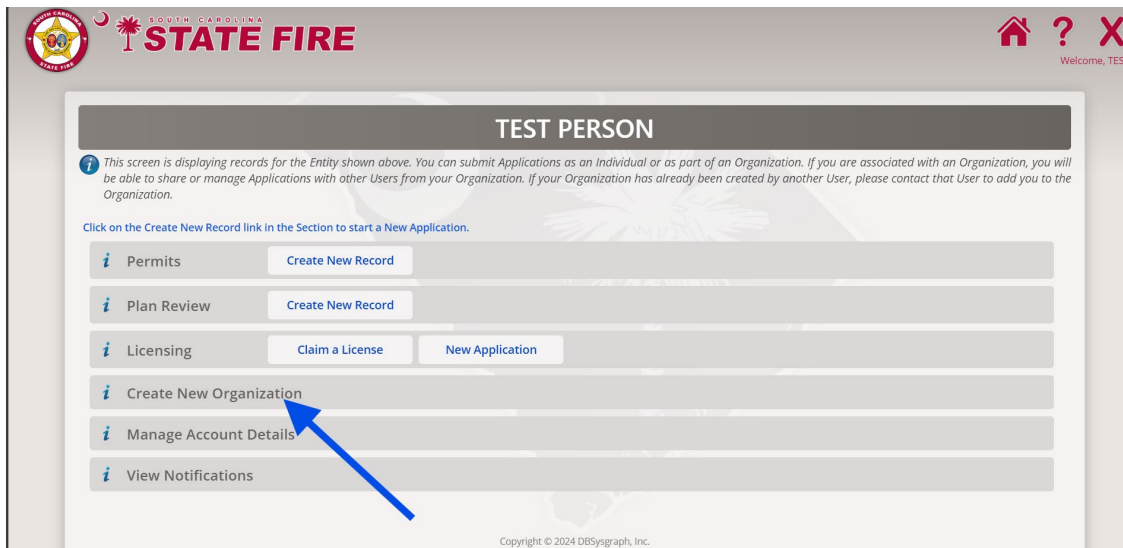 SOUTH CAROLINA
STATE FIRE
SOUTH CAROLINA
STATE FIRE
Welcome, TES
TEST PERSON
This screen is displaying records for the Entity shown above. You can submit Applications as an Individual or as part of an Organization. If you are associated with an Organization, you will
be able to share or manage Applications with other Users from your Organization. If your Organization has already been created by another User, please contact that User to add you to the
Organization.
Click on the Create New Record link in the Section to start a New Application.
i Permits Create New Record
i Plan Review Create New Record
i Licensing Claim a License New Application
i Create New Organization
i Manage Account Details
i View Notifications
Copyright © 2024 DBSysgraph, Inc.